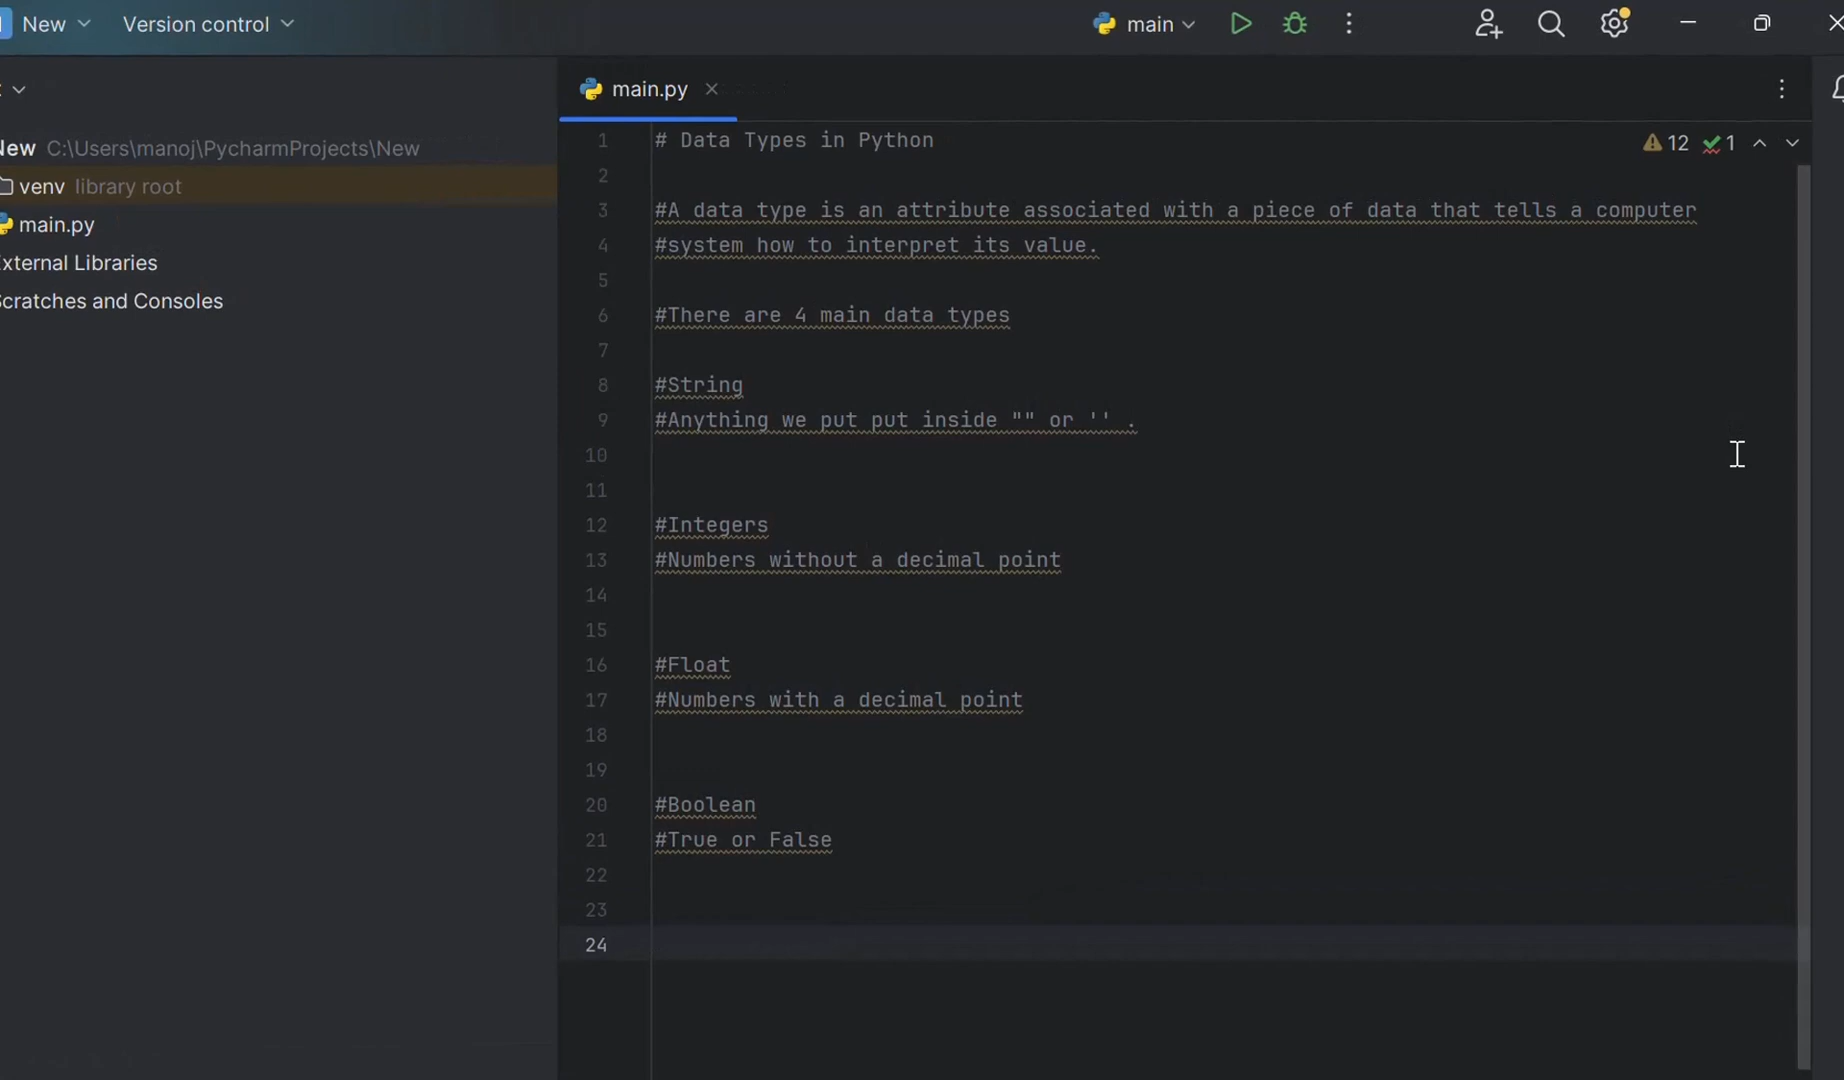 New
Version control
main
main.py
C:\Users\manoj\PycharmProjects\New
venv library root
main.py
External Libraries
Scratches and Consoles
12
1
1 # Data Types in Python
2
3 #A data type is an attribute associated with a piece of data that tells a computer
4 #system how to interpret its value.
5
6 #There are 4 main data types
7
8 #String
9 #Anything we put put inside "" or '' .
10
11
12 #Integers
13 #Numbers without a decimal point
14
15
16 #Float
17 #Numbers with a decimal point
18
19
20 #Boolean
21 #True or False
22
23
24